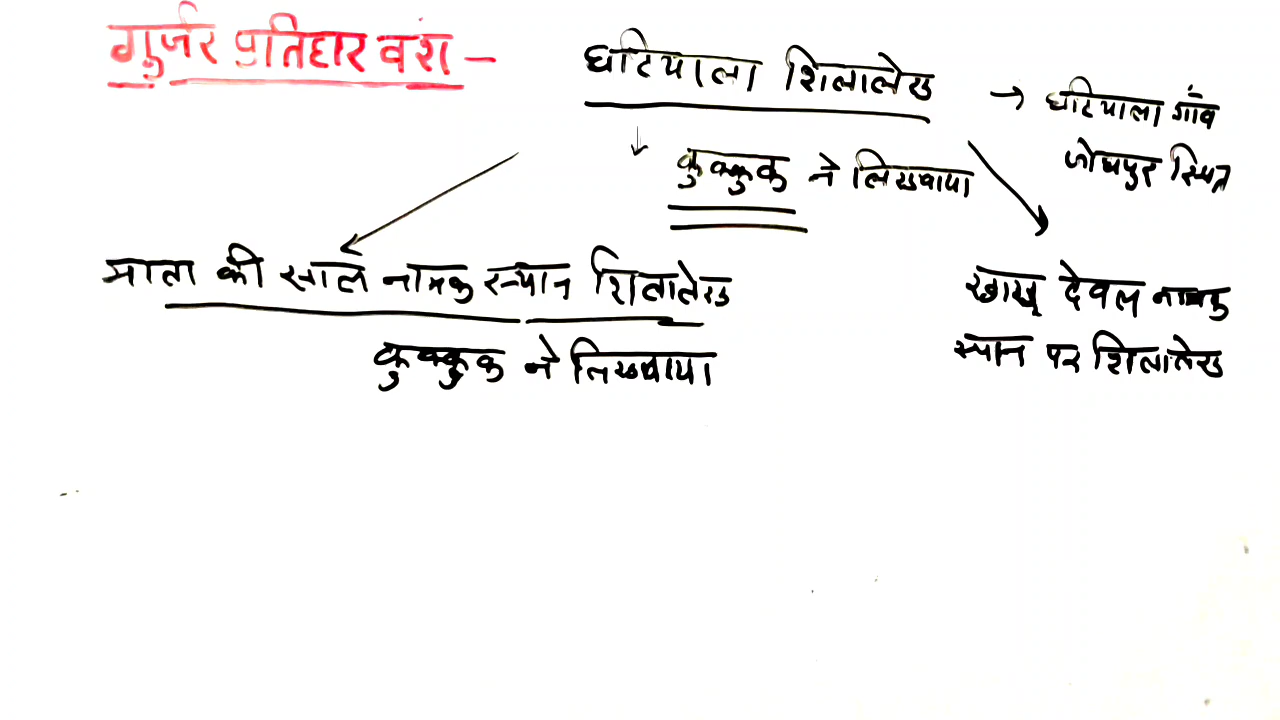 गुर्जर प्रतिहार वंश -
घटियाला शिलालेख
→ घटियाला गाँव
जोधपुर स्थित
↓ कुक्कुक ने लिखवाया
माता की साल नामक स्थान शिलालेख
कुक्कुक ने लिखवाया
खाखू देवल नामक
स्थान पर शिलालेख